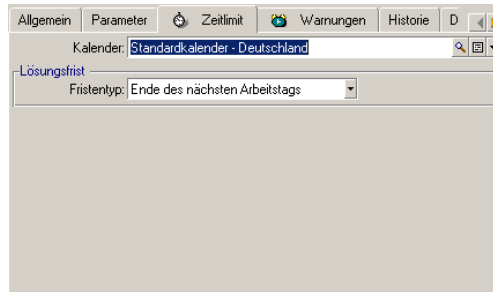 Allgemein Parameter Zeitlimit Warnungen Historie D
Kalender: Standardkalender - Deutschland
Lösungsfrist
Fristentyp: Ende des nächsten Arbeitstags